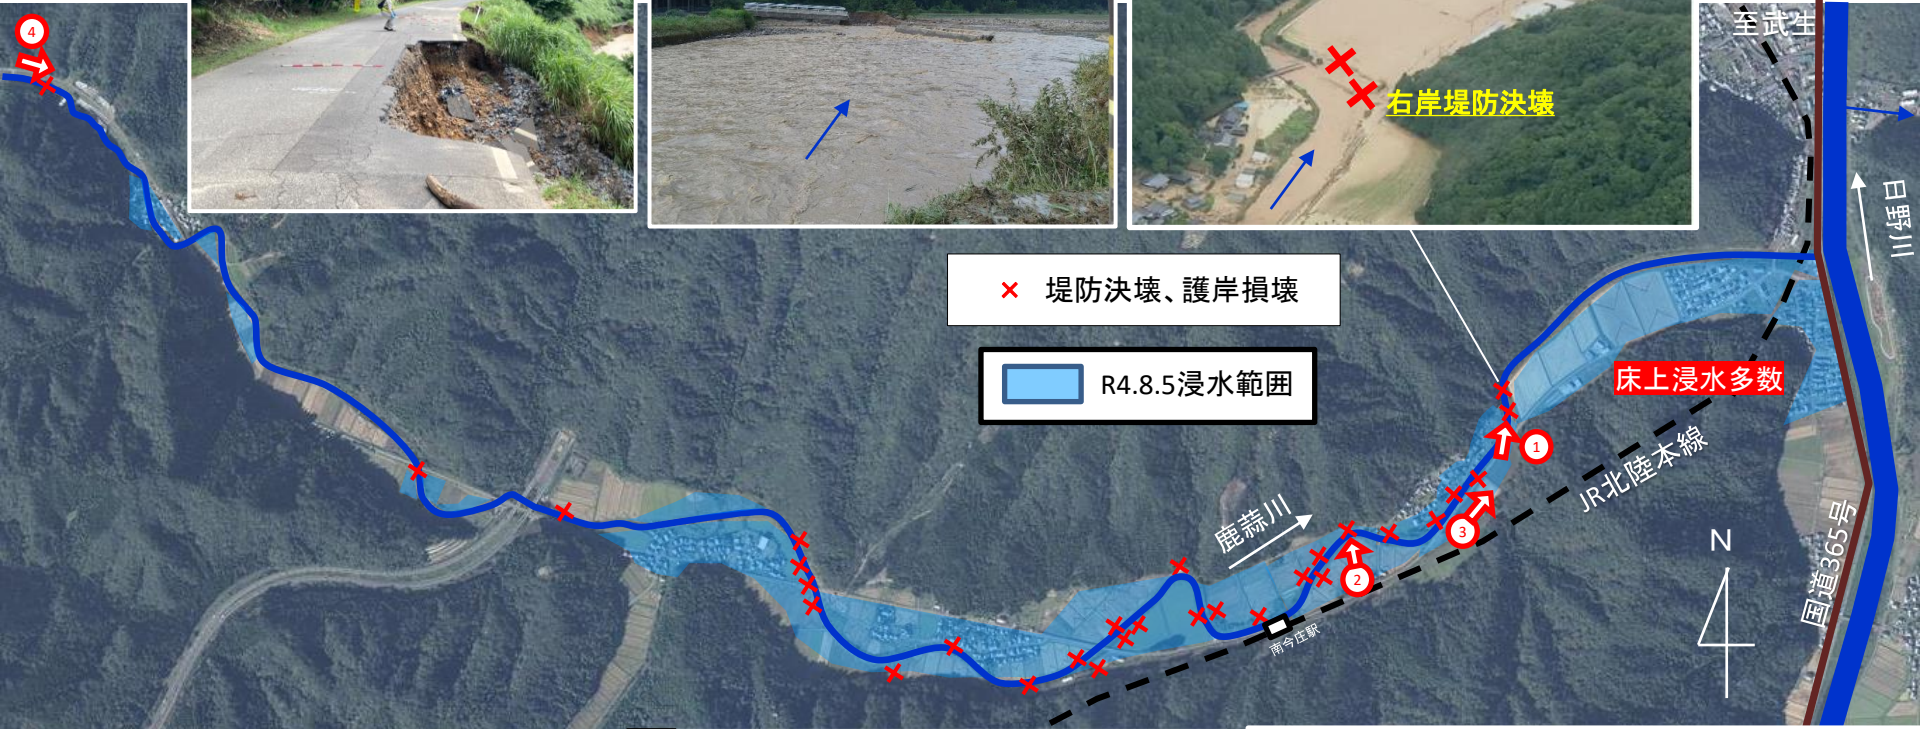 4
至武生
右岸堤防決壊
日野川
堤防決壊、護岸損壊
R4.8.5浸水範囲
床上浸水多数
1
JR北陸本線
鹿蒜川
3
2
国道365号
N
南今庄駅